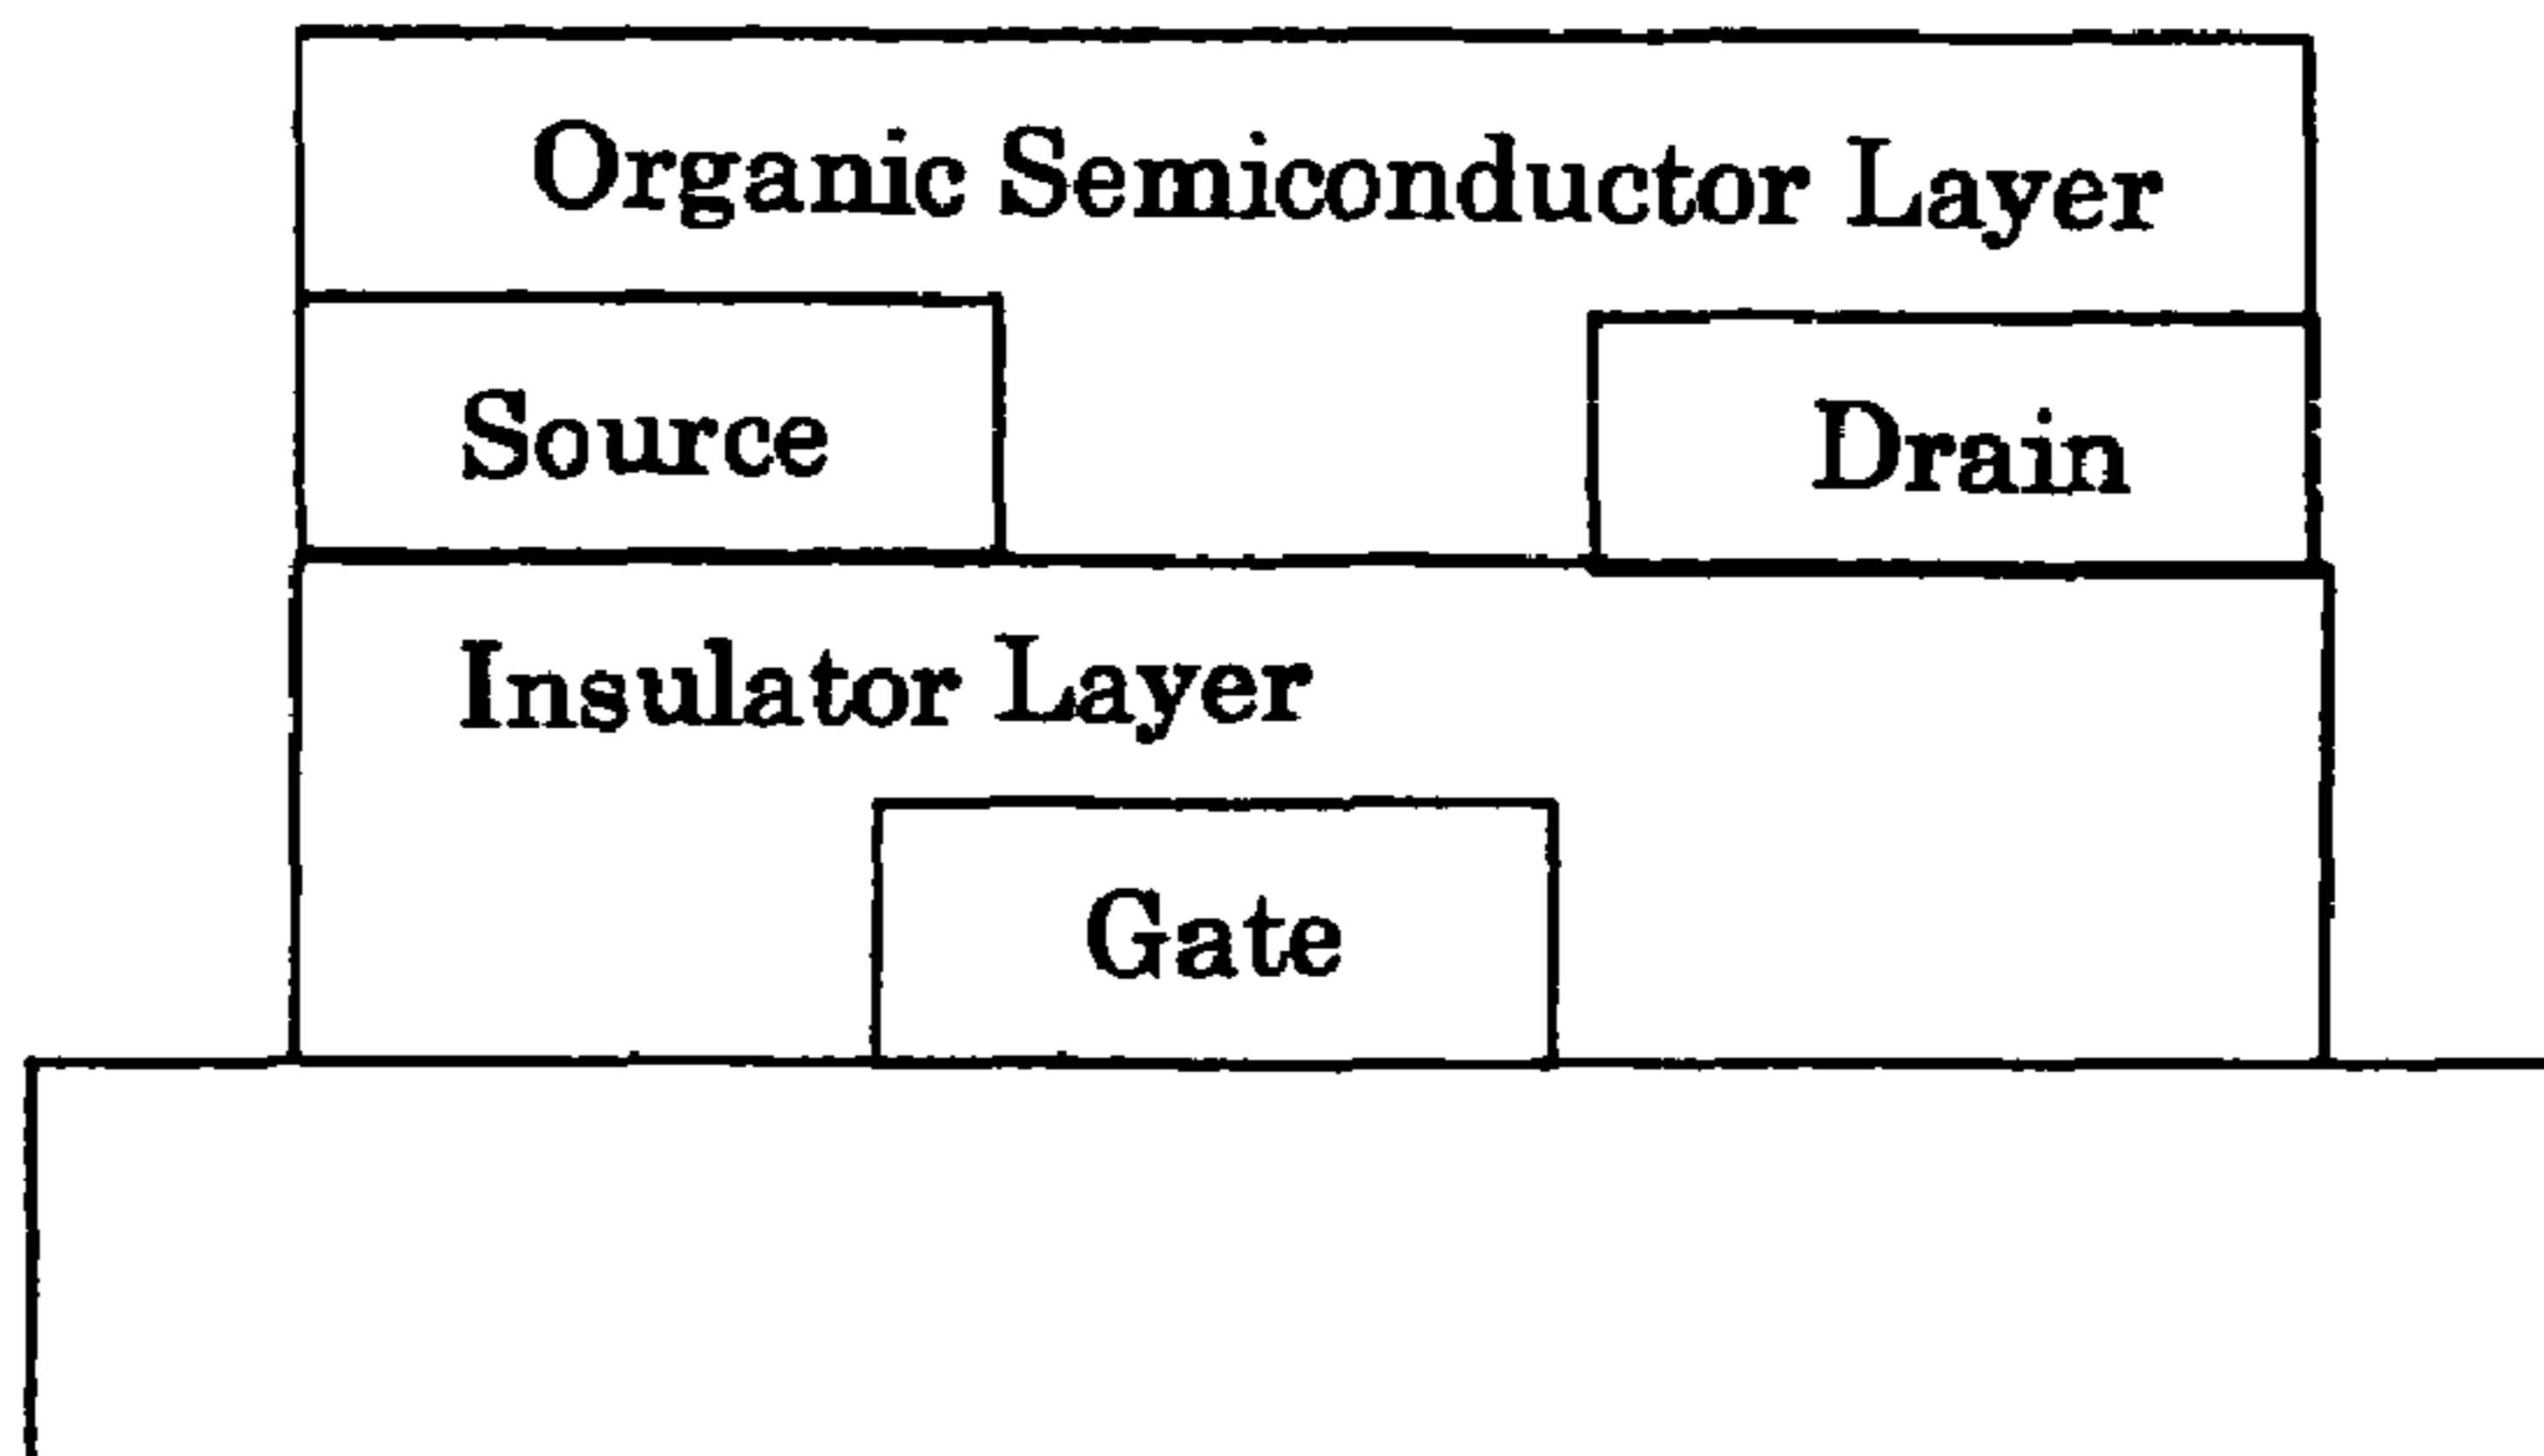 Organic Semiconductor Layer
Source
Drain
Insulator Layer
Gate